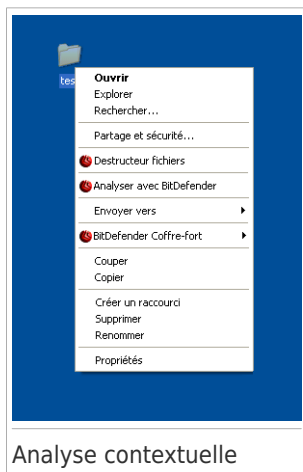 tes
Ouvrir
Explorer
Rechercher...
Partage et sécurité...
Destructeur fichiers
Analyser avec BitDefender
Envoyer vers
BitDefender Coffre-fort
Couper
Copier
Créer un raccourci
Supprimer
Renommer
Propriétés
Analyse contextuelle